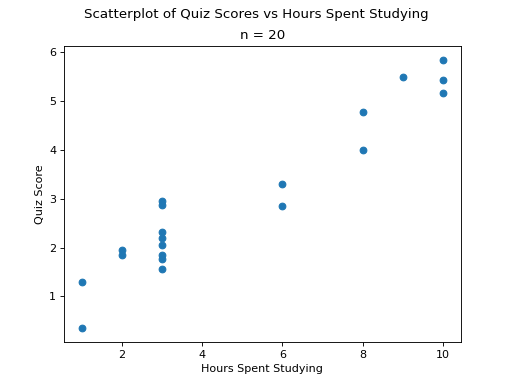 Scatterplot of Quiz Scores vs Hours Spent Studying
n = 20
6
5
4
3
2
1
Quiz Score
2 4 6 8 10
Hours Spent Studying